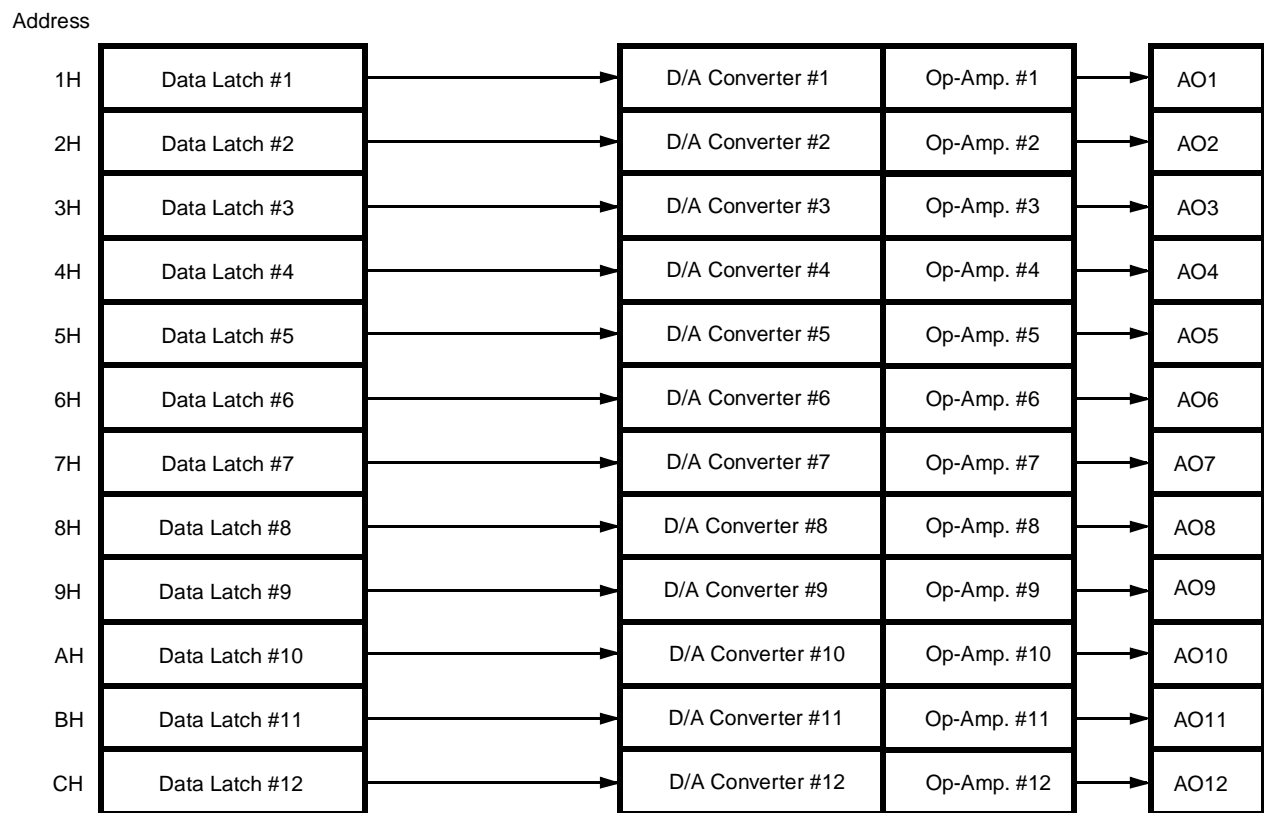 Address
1H Data Latch #1 D/A Converter #1 Op-Amp. #1 AO1
2H Data Latch #2 D/A Converter #2 Op-Amp. #2 AO2
3H Data Latch #3 D/A Converter #3 Op-Amp. #3 AO3
4H Data Latch #4 D/A Converter #4 Op-Amp. #4 AO4
5H Data Latch #5 D/A Converter #5 Op-Amp. #5 AO5
6H Data Latch #6 D/A Converter #6 Op-Amp. #6 AO6
7H Data Latch #7 D/A Converter #7 Op-Amp. #7 AO7
8H Data Latch #8 D/A Converter #8 Op-Amp. #8 AO8
9H Data Latch #9 D/A Converter #9 Op-Amp. #9 AO9
AH Data Latch #10 D/A Converter #10 Op-Amp. #10 AO10
BH Data Latch #11 D/A Converter #11 Op-Amp. #11 AO11
CH Data Latch #12 D/A Converter #12 Op-Amp. #12 AO12